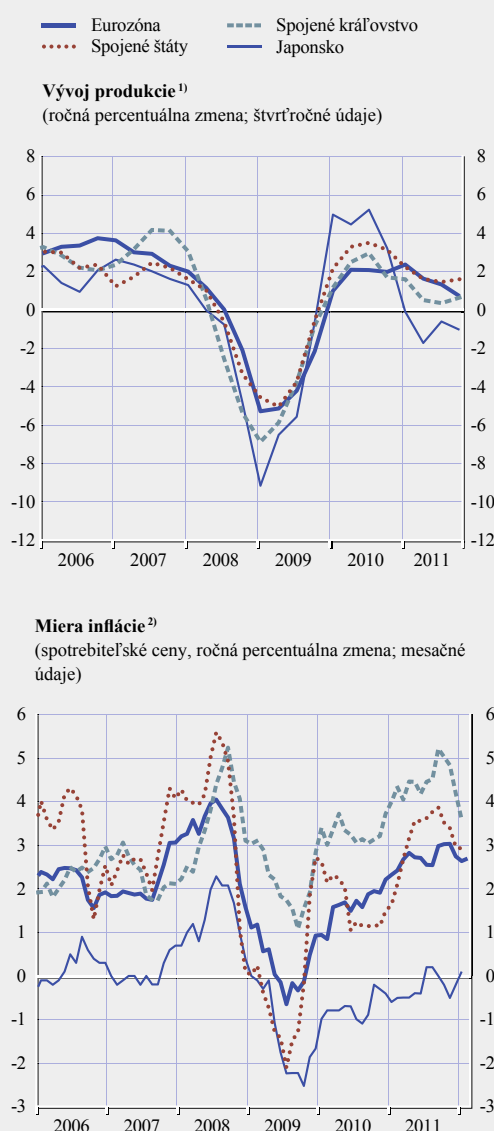 Eurozóna Spojené kráľovstvo
Spojené štáty Japonsko
Vývoj produkcie 1)
(ročná percentuálna zmena; štvrťročné údaje)
8 8
6 6
4 4
2 2
0 0
-2 -2
-4 -4
-6 -6
-8 -8
-10 -10
-12 -12
2006 2007 2008 2009 2010 2011
Miera inflácie 2)
(spotrebiteľské ceny, ročná percentuálna zmena; mesačné
údaje)
6 6
5 5
4 4
3 3
2 2
1 1
0 0
-1 -1
-2 -2
-3 -3
2006 2007 2008 2009 2010 2011